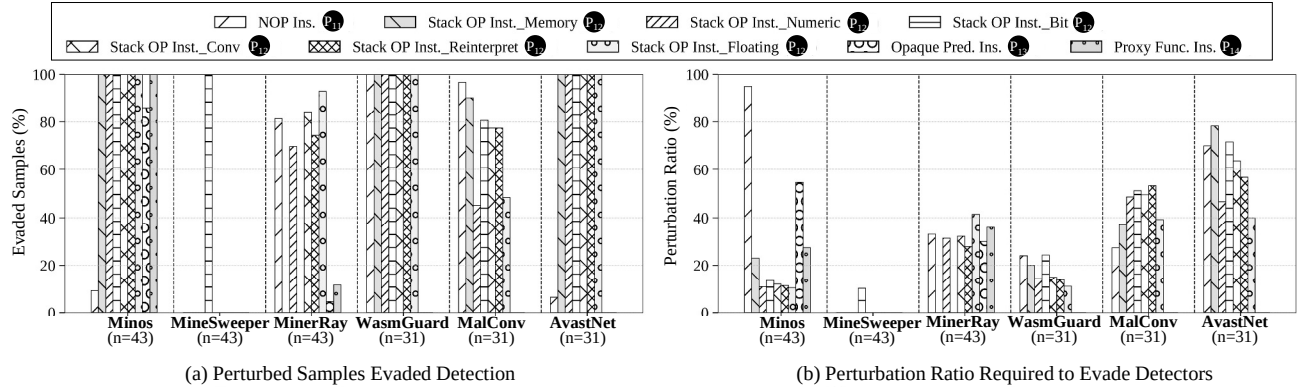 NOP Ins. P11 Stack OP Inst._Memory P12 Stack OP Inst._Numeric P12 Stack OP Inst._Bit P12
Stack OP Inst._Conv P12 Stack OP Inst._Reinterpret P12 Stack OP Inst._Floating P12 Opaque Pred. Ins. P13 Proxy Func. Ins. P14
Evaded Samples (%)
100
80
60
40
20
0
Minos MineSweeper MinerRay WasmGuard MalConv AvastNet
(n=43) (n=43) (n=43) (n=31) (n=31) (n=31)
(a) Perturbed Samples Evaded Detection
Perturbation Ratio (%)
100
80
60
40
20
0
Minos MineSweeper MinerRay WasmGuard MalConv AvastNet
(n=43) (n=43) (n=43) (n=31) (n=31) (n=31)
(b) Perturbation Ratio Required to Evade Detectors